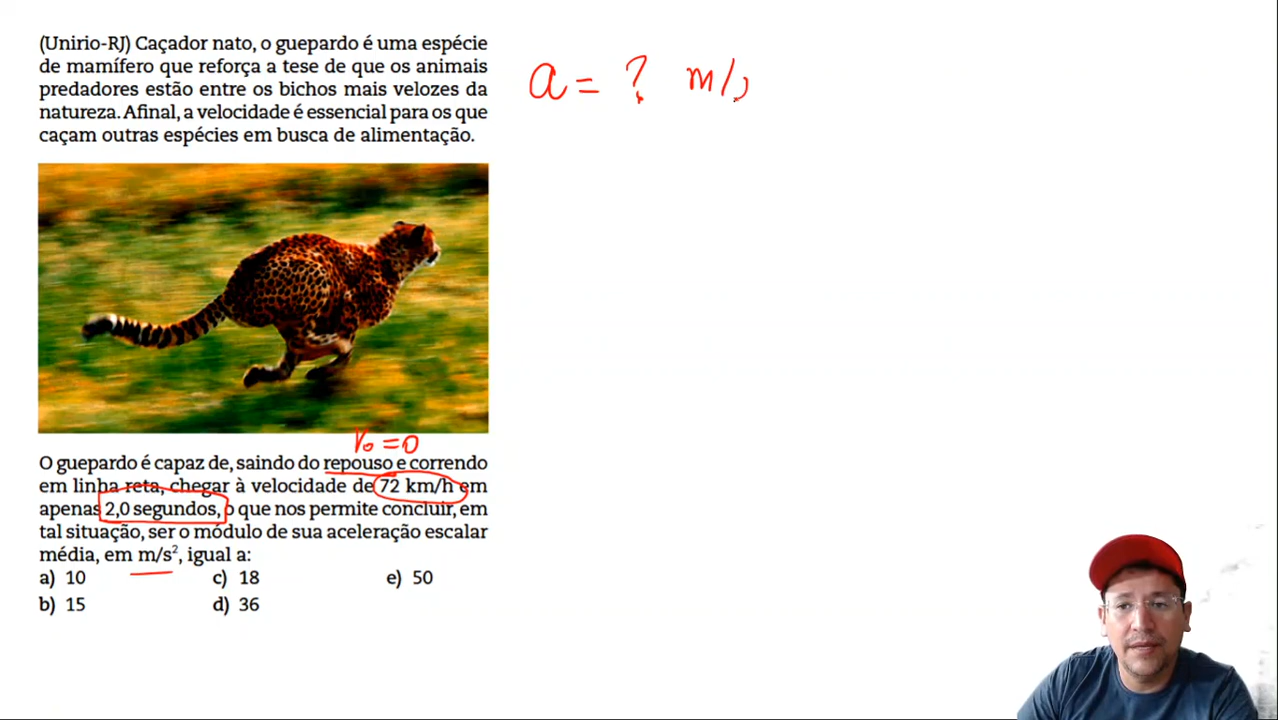 (Unirio-RJ) Caçador nato, o guepardo é uma espécie
de mamífero que reforça a tese de que os animais
predadores estão entre os bichos mais velozes da
natureza. Afinal, a velocidade é essencial para os que
caçam outras espécies em busca de alimentação.
a = ? m/s
V₀ = 0
O guepardo é capaz de, saindo do repouso e correndo
em linha reta, chegar à velocidade de 72 km/h em
apenas 2,0 segundos, o que nos permite concluir, em
tal situação, ser o módulo de sua aceleração escalar
média, em m/s², igual a:
a) 10 c) 18 e) 50
b) 15 d) 36